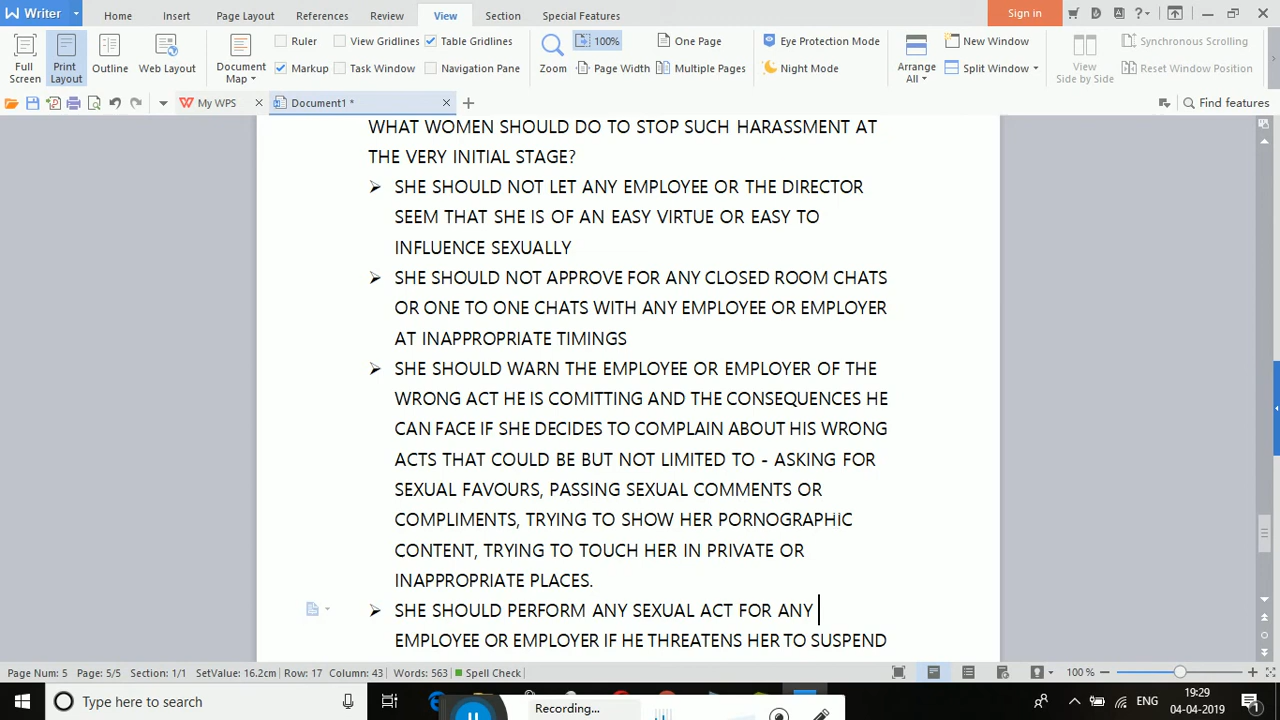 Writer
Home
Insert
Page Layout
References
Review
View
Section
Special Features
Sign in
Full Screen
Print Layout
Outline
Web Layout
Document Map
Ruler
View Gridlines
Table Gridlines
Markup
Task Window
Navigation Pane
Zoom
100%
One Page
Page Width
Multiple Pages
Eye Protection Mode
Night Mode
Arrange All
New Window
Split Window
View Side by Side
Synchronous Scrolling
Reset Window Position
My WPS
Document1 *
Find features
WHAT WOMEN SHOULD DO TO STOP SUCH HARASSMENT AT
THE VERY INITIAL STAGE?
➢ SHE SHOULD NOT LET ANY EMPLOYEE OR THE DIRECTOR
SEEM THAT SHE IS OF AN EASY VIRTUE OR EASY TO
INFLUENCE SEXUALLY
➢ SHE SHOULD NOT APPROVE FOR ANY CLOSED ROOM CHATS
OR ONE TO ONE CHATS WITH ANY EMPLOYEE OR EMPLOYER
AT INAPPROPRIATE TIMINGS
➢ SHE SHOULD WARN THE EMPLOYEE OR EMPLOYER OF THE
WRONG ACT HE IS COMITTING AND THE CONSEQUENCES HE
CAN FACE IF SHE DECIDES TO COMPLAIN ABOUT HIS WRONG
ACTS THAT COULD BE BUT NOT LIMITED TO - ASKING FOR
SEXUAL FAVOURS, PASSING SEXUAL COMMENTS OR
COMPLIMENTS, TRYING TO SHOW HER PORNOGRAPHIC
CONTENT, TRYING TO TOUCH HER IN PRIVATE OR
INAPPROPRIATE PLACES.
➢ SHE SHOULD PERFORM ANY SEXUAL ACT FOR ANY
EMPLOYEE OR EMPLOYER IF HE THREATENS HER TO SUSPEND
Page Num: 5 Page: 5/5 Section: 1/1 SetValue: 16.2cm Row: 17 Column: 43 Words: 563 Spell Check
100 %
Type here to search
Recording...
ENG
19:29
04-04-2019